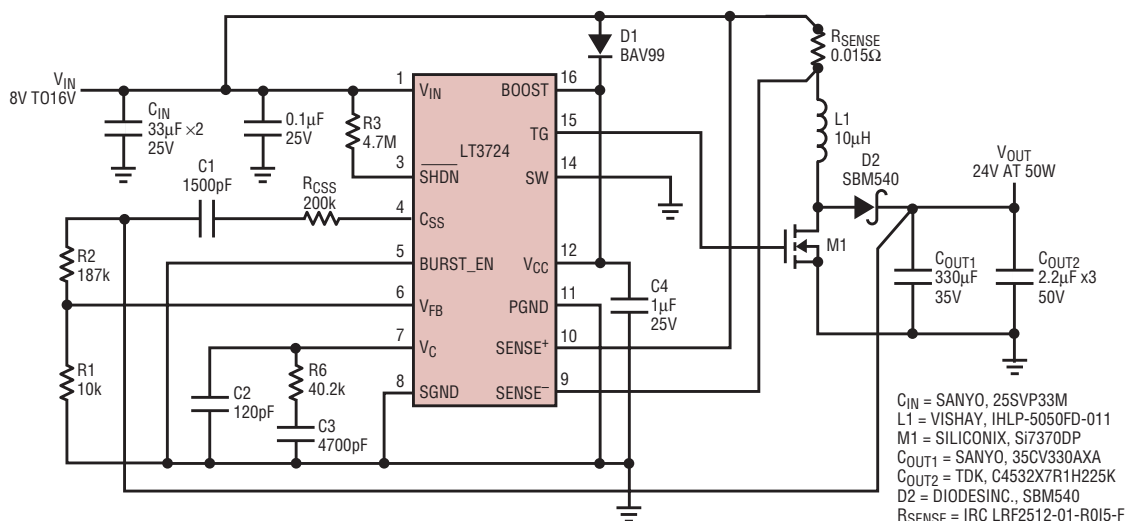 VIN
8V TO16V
CIN
33µF ×2
25V
0.1µF
25V
R3
4.7M
C1
1500pF
RCSS
200k
R2
187k
R1
10k
C2
120pF
R6
40.2k
C3
4700pF
LT3724
1
VIN
3
SHDN
4
CSS
5
BURST_EN
6
VFB
7
VC
8
SGND
16
BOOST
15
TG
14
SW
12
VCC
11
PGND
10
SENSE+
9
SENSE–
D1
BAV99
C4
1µF
25V
RSENSE
0.015Ω
L1
10µH
D2
SBM540
M1
VOUT
24V AT 50W
COUT1
330µF
35V
COUT2
2.2µF x3
50V
CIN = SANYO, 25SVP33M
L1 = VISHAY, IHLP-5050FD-011
M1 = SILICONIX, Si7370DP
COUT1 = SANYO, 35CV330AXA
COUT2 = TDK, C4532X7R1H225K
D2 = DIODESINC., SBM540
RSENSE = IRC LRF2512-01-R0I5-F